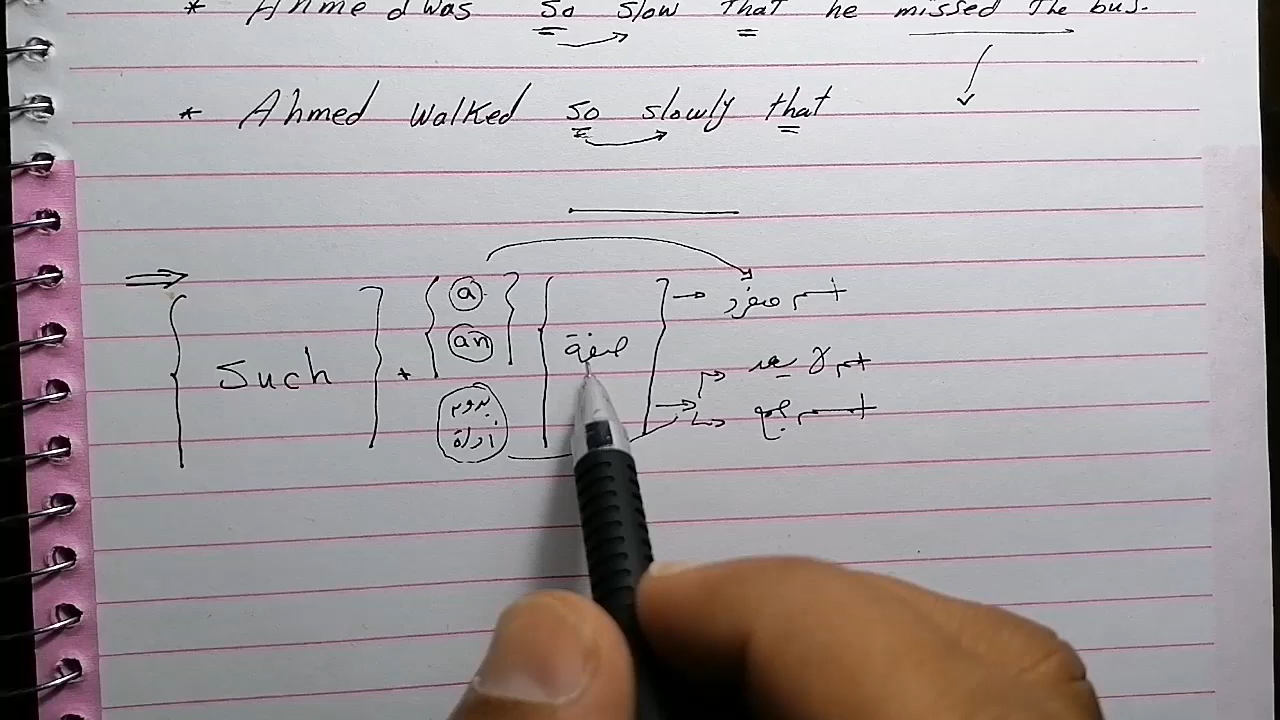 * Ahmed was so slow that he missed the bus.
* Ahmed walked so slowly that
⇒ { Such } + { a an } بدون أداة { صفة } → اسم مفرد
→ اسم لا يعد
→ اسم جمع